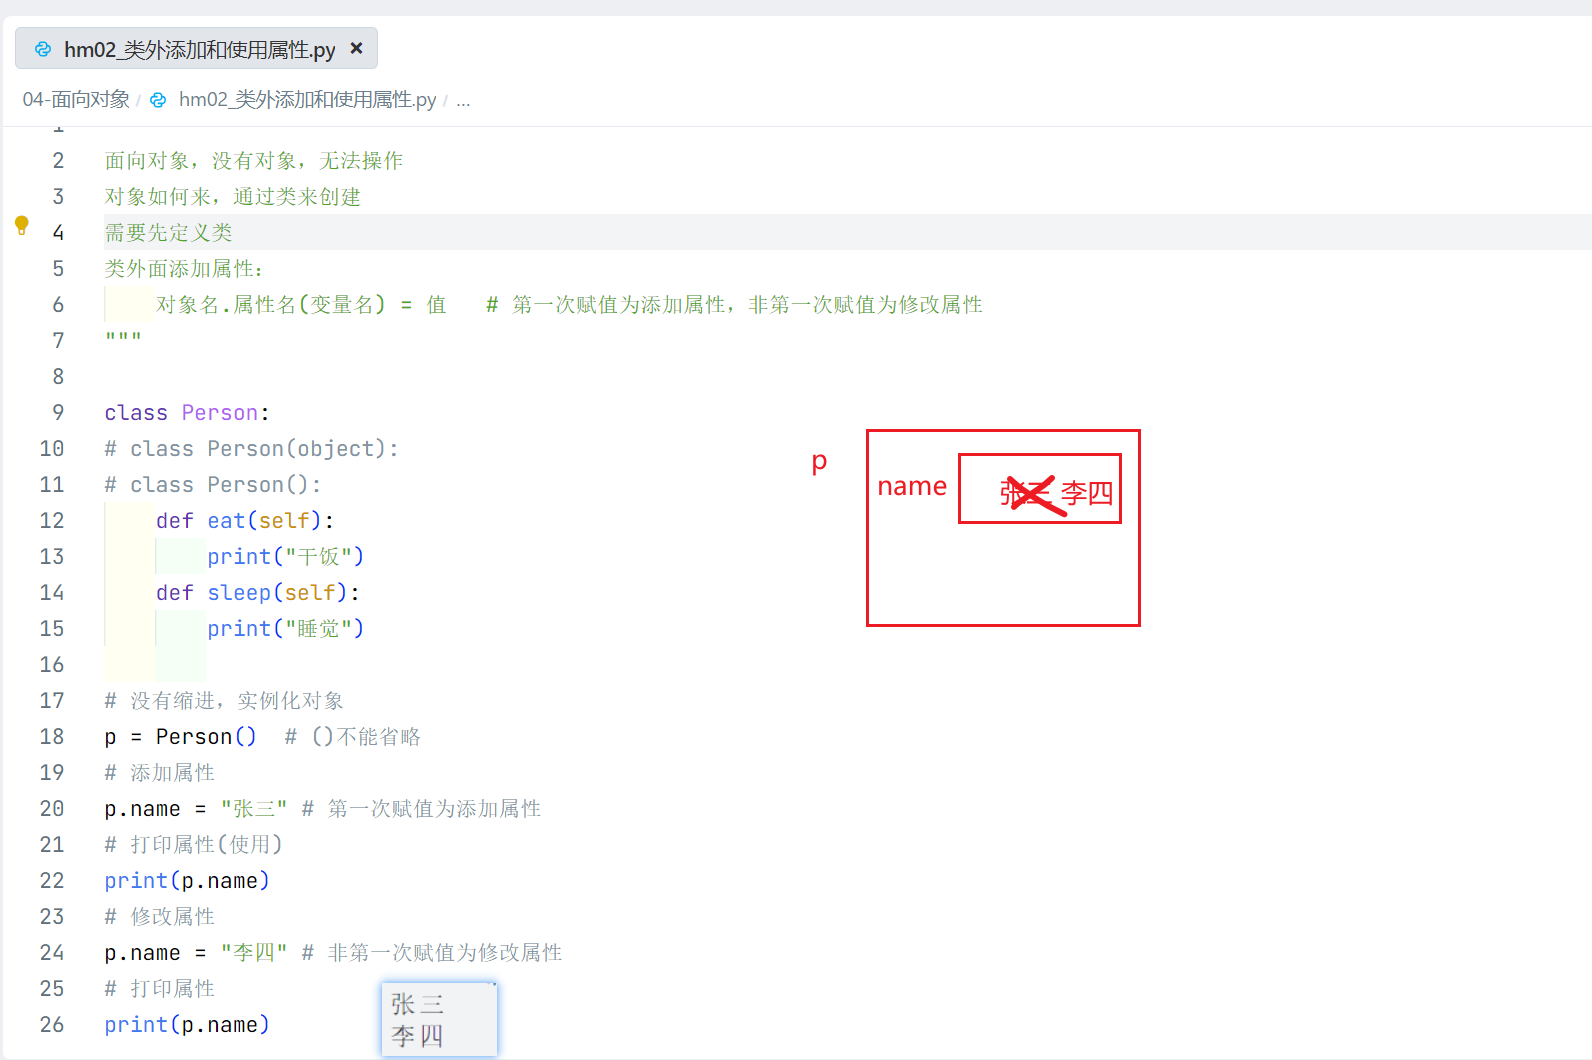 hm02_类外添加和使用属性.py ×
04-面向对象 / hm02_类外添加和使用属性.py / ...
1
2 面向对象，没有对象，无法操作
3 对象如何来，通过类来创建
4 需要先定义类
5 类外面添加属性：
6 对象名.属性名(变量名) = 值 # 第一次赋值为添加属性，非第一次赋值为修改属性
7 """
8
9 class Person:
10 # class Person(object):
11 # class Person():
12 def eat(self):
13 print("干饭")
14 def sleep(self):
15 print("睡觉")
16
17 # 没有缩进，实例化对象
18 p = Person() # ()不能省略
19 # 添加属性
20 p.name = "张三" # 第一次赋值为添加属性
21 # 打印属性(使用)
22 print(p.name)
23 # 修改属性
24 p.name = "李四" # 非第一次赋值为修改属性
25 # 打印属性
26 print(p.name)
p
name
张三 李四
张三
李四